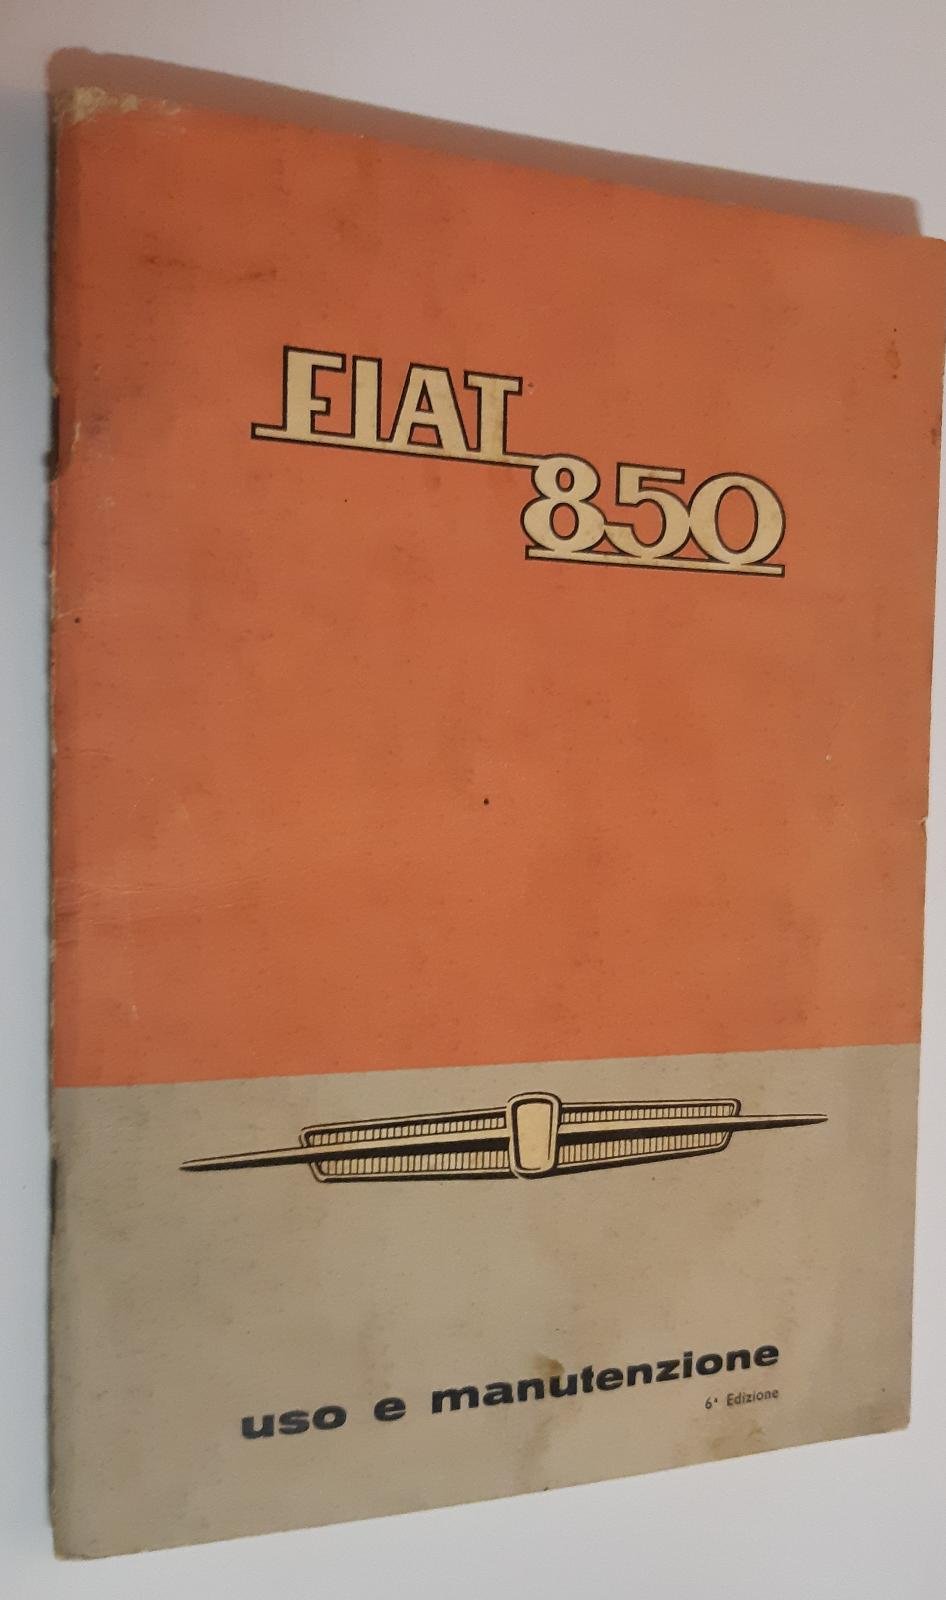 FIAT
850
uso e manutenzione
6ª Edizione